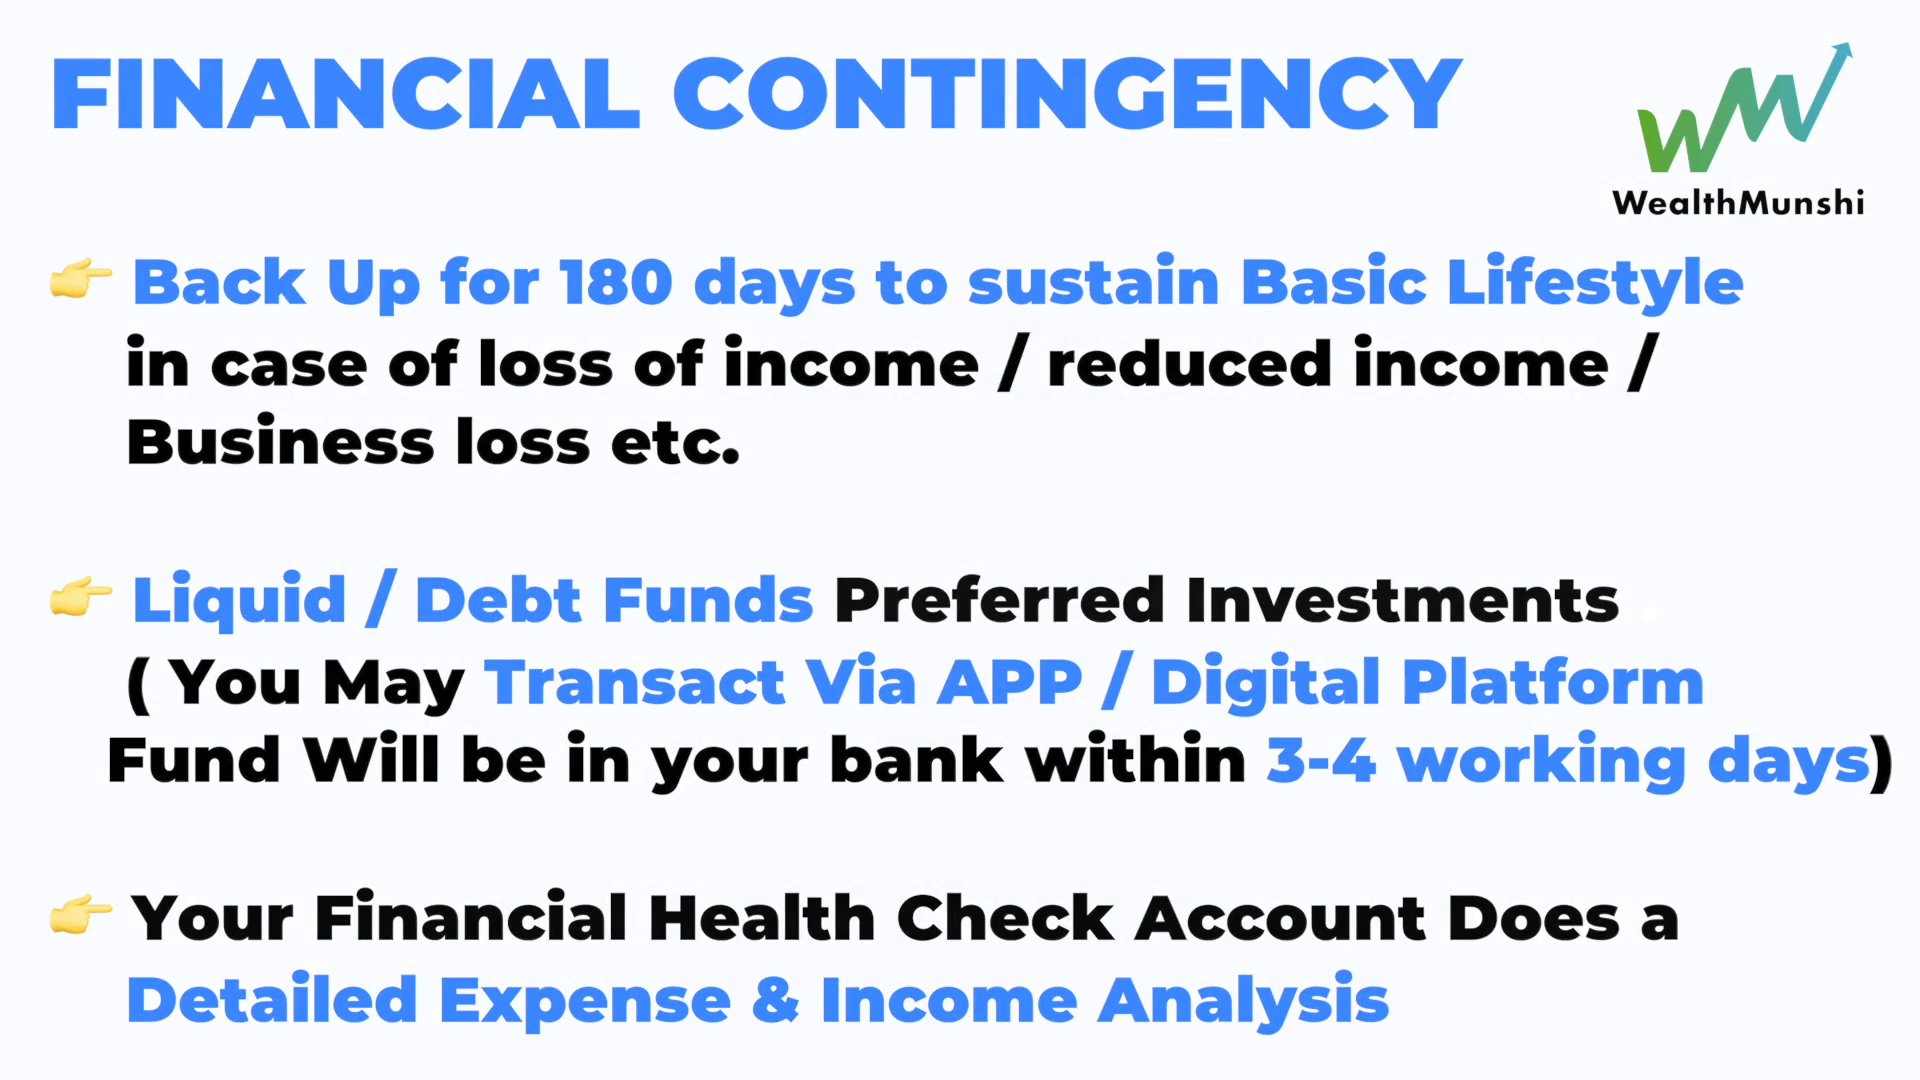 FINANCIAL CONTINGENCY
WM
WealthMunshi
👉 Back Up for 180 days to sustain Basic Lifestyle
in case of loss of income / reduced income /
Business loss etc.
👉 Liquid / Debt Funds Preferred Investments
( You May Transact Via APP / Digital Platform
Fund Will be in your bank within 3-4 working days)
👉 Your Financial Health Check Account Does a
Detailed Expense & Income Analysis